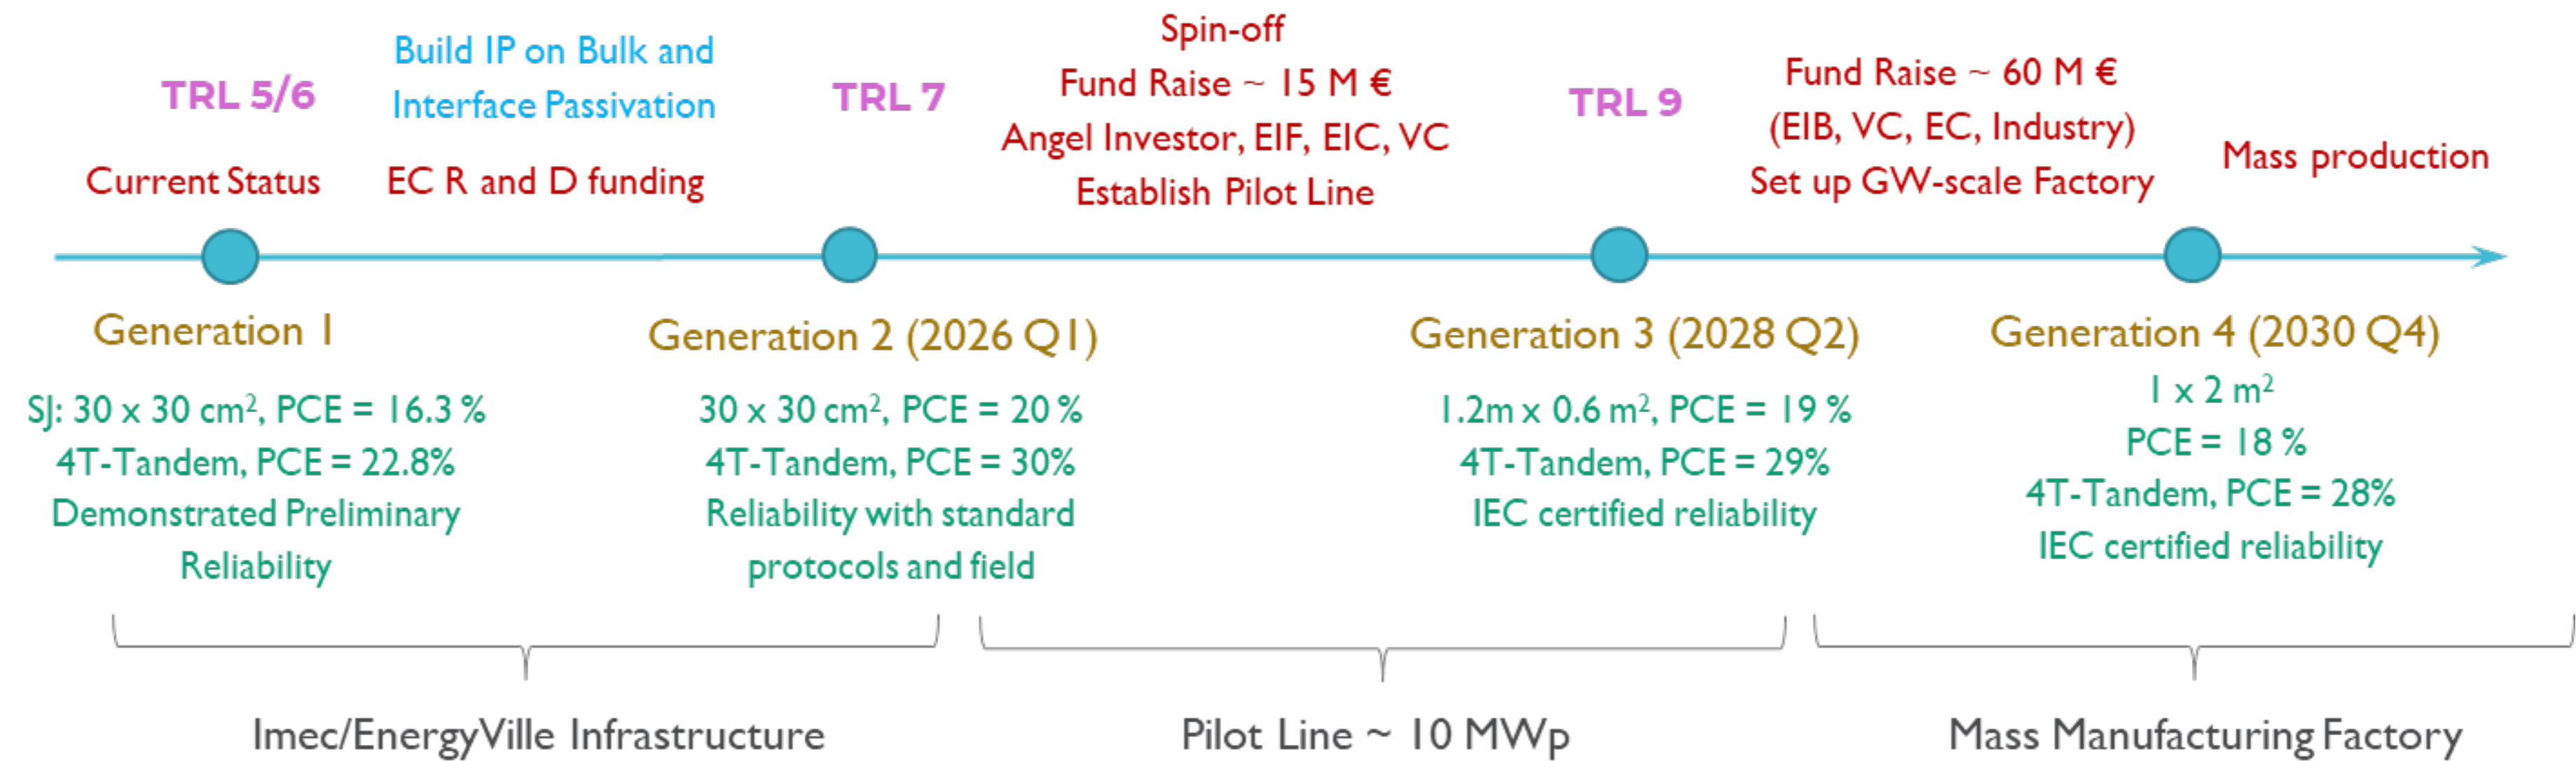 TRL 5/6
Current Status
Build IP on Bulk and
Interface Passivation
EC R and D funding
TRL 7
Spin-off
Fund Raise ~ 15 M €
Angel Investor, EIF, EIC, VC
Establish Pilot Line
TRL 9
Fund Raise ~ 60 M €
(EIB, VC, EC, Industry)
Set up GW-scale Factory
Mass production
Generation 1
SJ: 30 x 30 cm², PCE = 16.3 %
4T-Tandem, PCE = 22.8%
Demonstrated Preliminary
Reliability
Generation 2 (2026 Q1)
30 x 30 cm², PCE = 20 %
4T-Tandem, PCE = 30%
Reliability with standard
protocols and field
Generation 3 (2028 Q2)
1.2m x 0.6 m², PCE = 19 %
4T-Tandem, PCE = 29%
IEC certified reliability
Generation 4 (2030 Q4)
1 x 2 m²
PCE = 18 %
4T-Tandem, PCE = 28%
IEC certified reliability
Imec/EnergyVille Infrastructure
Pilot Line ~ 10 MWp
Mass Manufacturing Factory